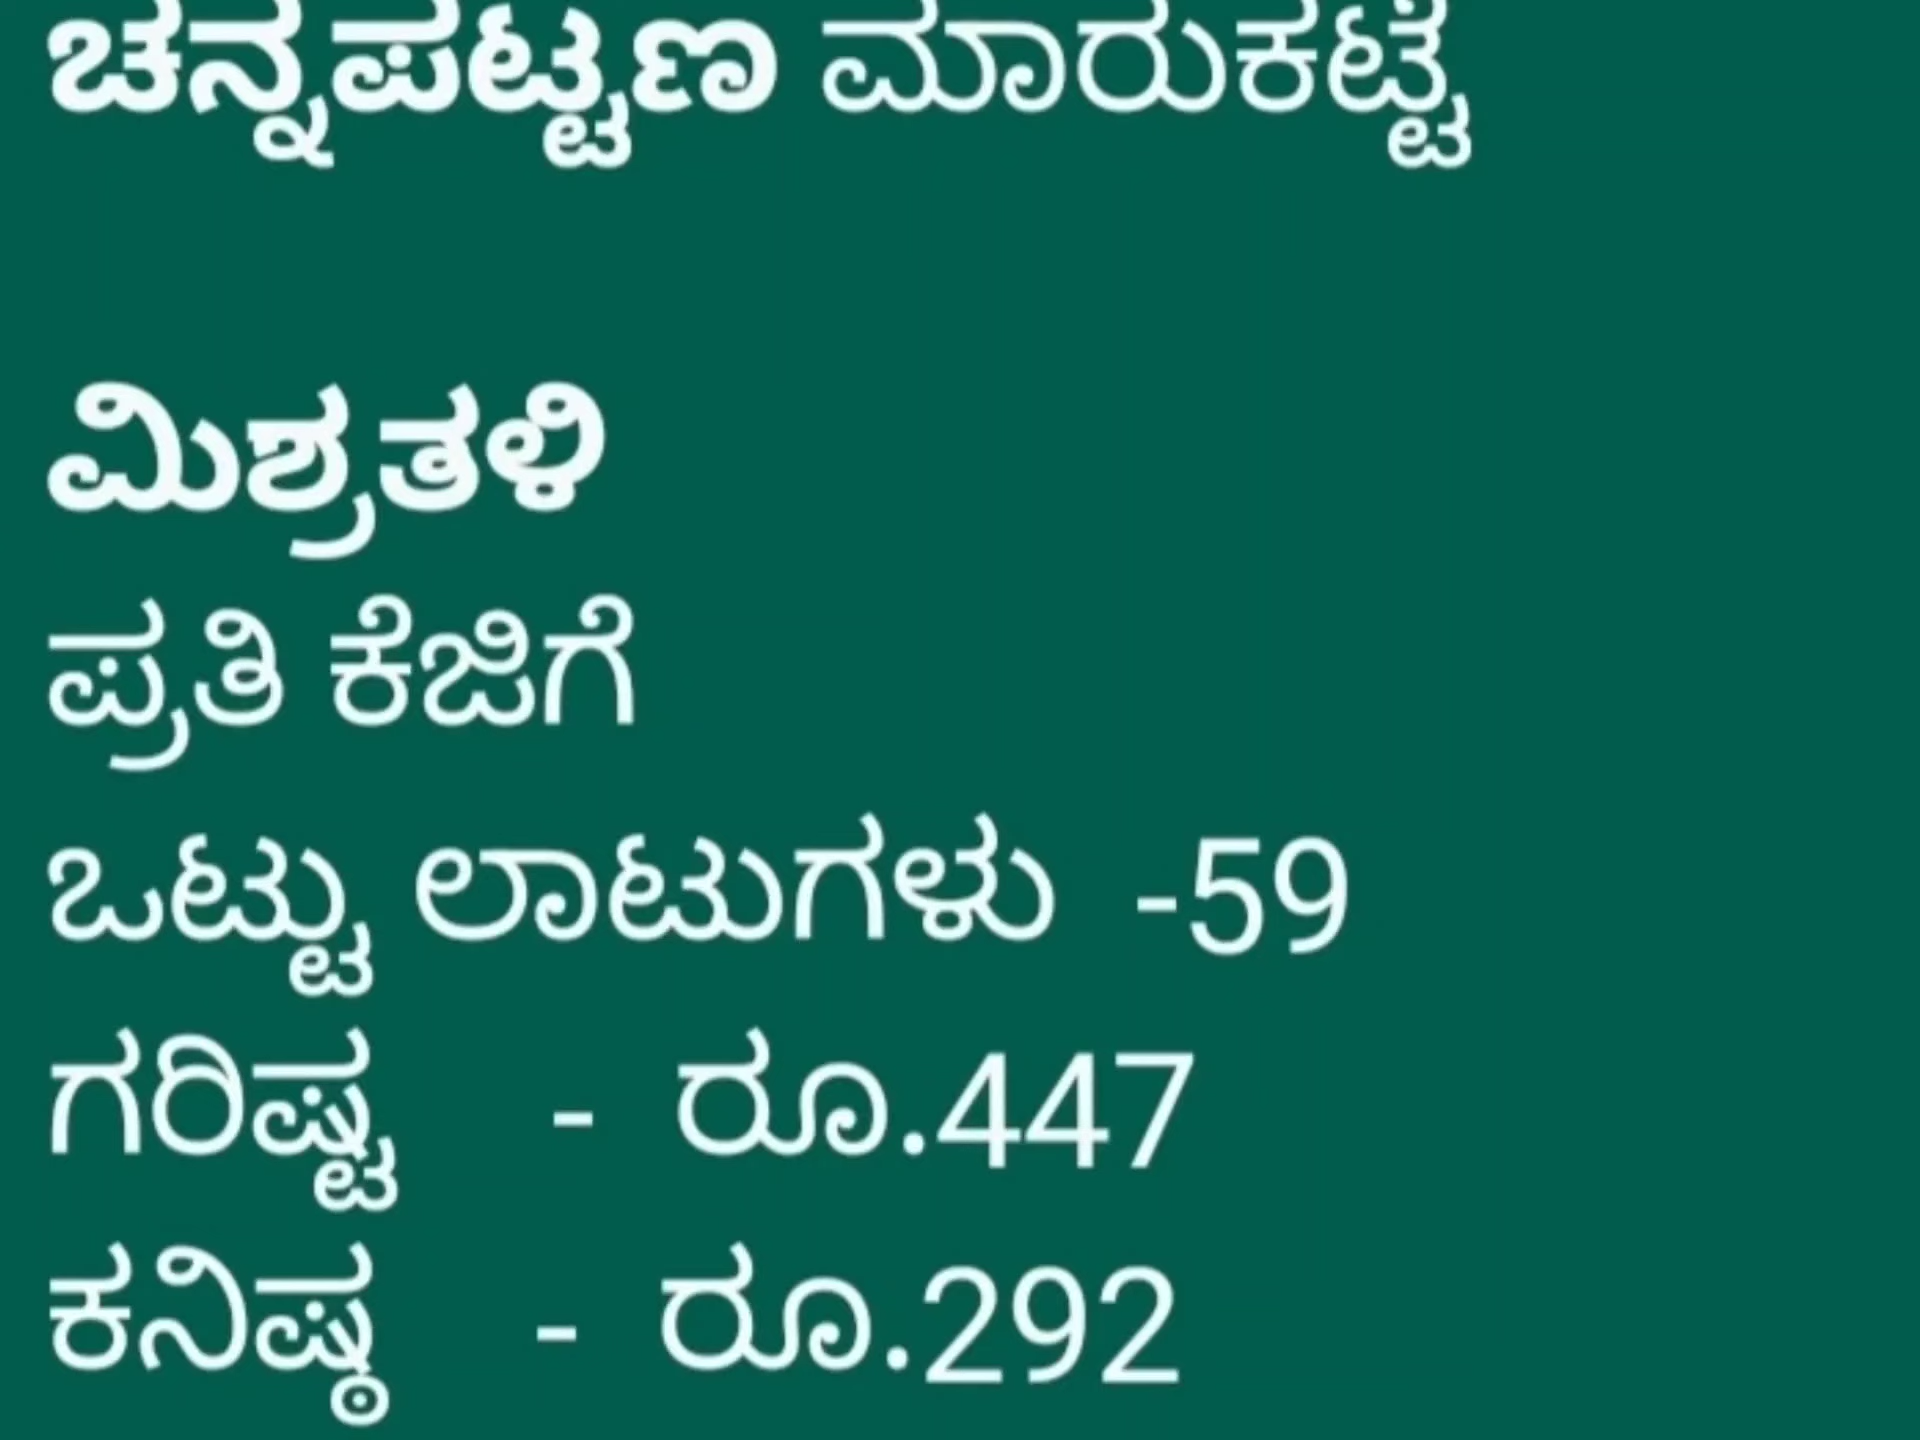 ಚನ್ನಪಟ್ಟಣ ಮಾರುಕಟ್ಟೆ
ಮಿಶ್ರತಳಿ
ಪ್ರತಿ ಕೆಜಿಗೆ
ಒಟ್ಟು ಲಾಟುಗಳು -59
ಗರಿಷ್ಟ - ರೂ.447
ಕನಿಷ್ಠ - ರೂ.292